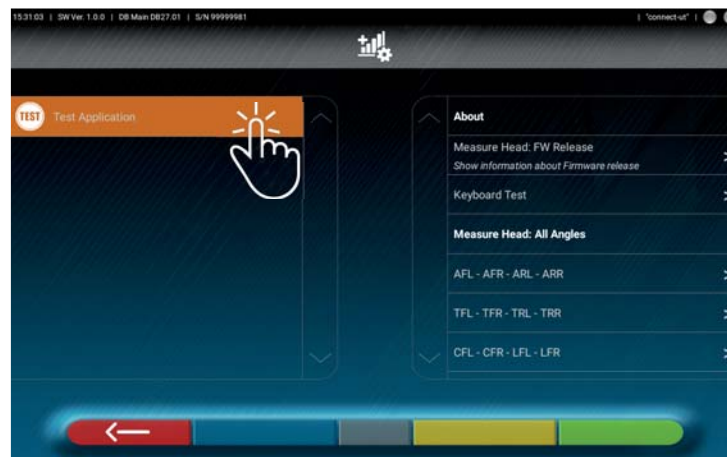 15:31:03 | SW Ver. 1.0.0 | DB Main DB27.01 | S/N 99999981 | "connect-ut" |
TEST Test Application
About
Measure Head: FW Release
Show information about Firmware release
Keyboard Test
Measure Head: All Angles
AFL - AFR - ARL - ARR
TFL - TFR - TRL - TRR
CFL - CFR - LFL - LFR